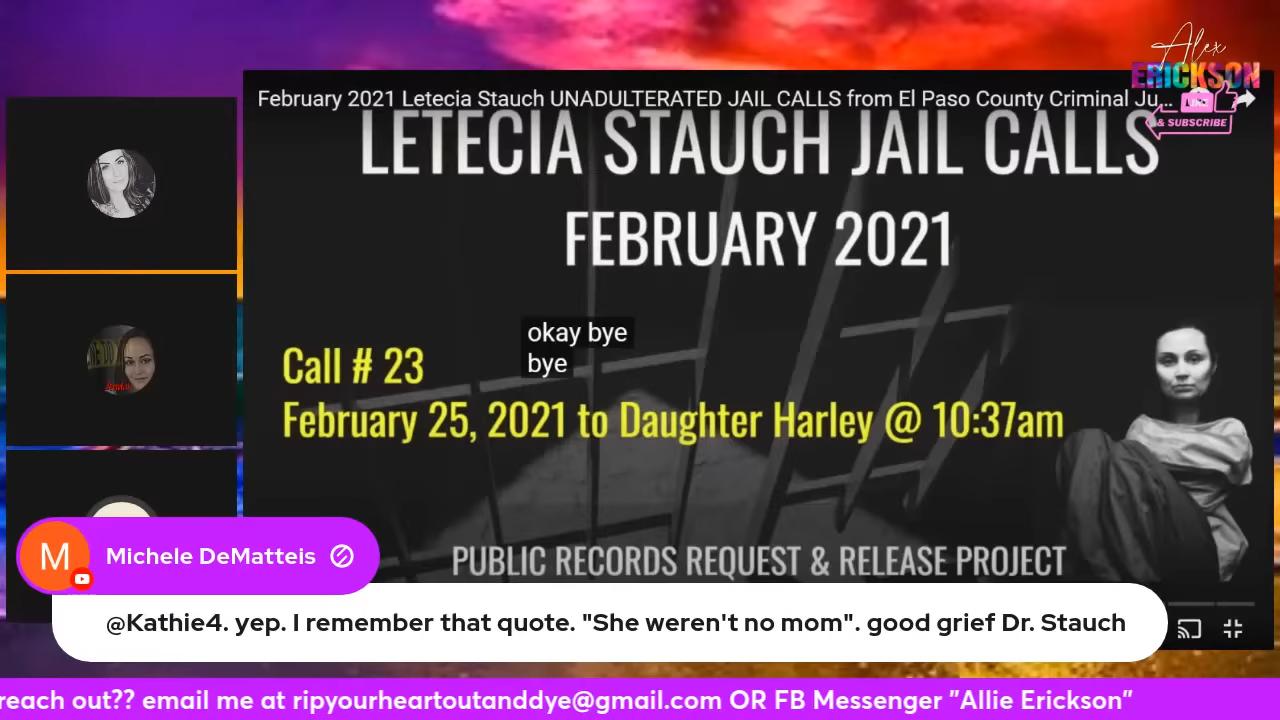 Alex
ERICKSON
& SUBSCRIBE
February 2021 Letecia Stauch UNADULTERATED JAIL CALLS from El Paso County Criminal Ju...
LETECIA STAUCH JAIL CALLS
FEBRUARY 2021
okay bye
bye
Call # 23
February 25, 2021 to Daughter Harley @ 10:37am
PUBLIC RECORDS REQUEST & RELEASE PROJECT
M
Michele DeMatteis
@Kathie4. yep. I remember that quote. "She weren't no mom". good grief Dr. Stauch
reach out?? email me at ripyourheartoutanddye@gmail.com OR FB Messenger "Allie Erickson"